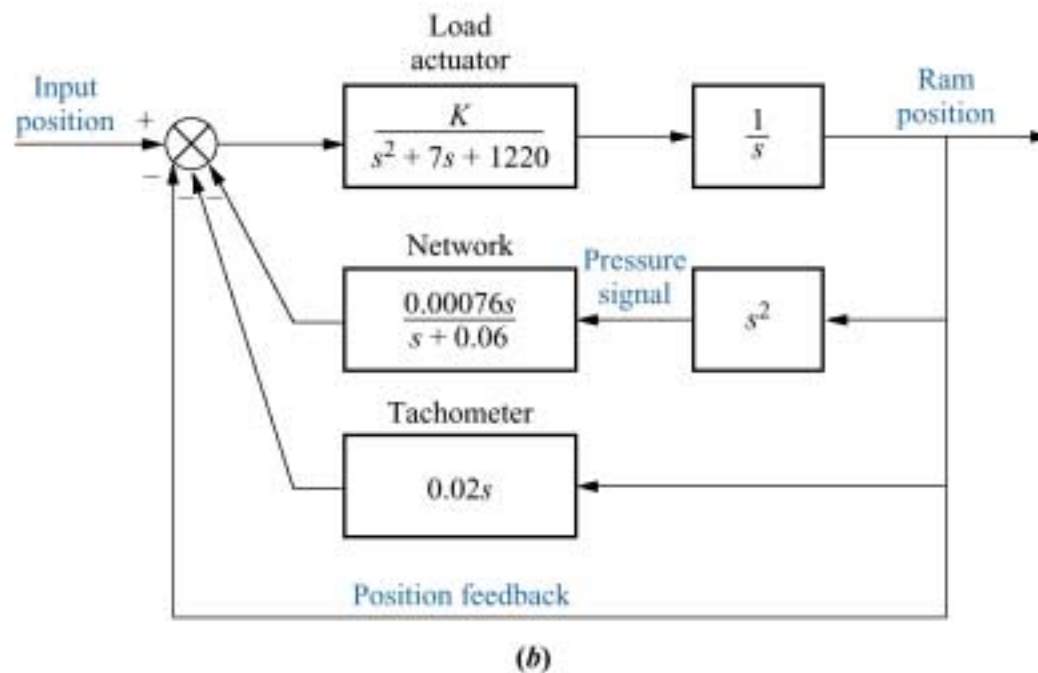 Load
actuator
Input
position
+
−
−
−
K
s² + 7s + 1220
1
s
Ram
position
Network
0.00076s
s + 0.06
Pressure
signal
s²
Tachometer
0.02s
Position feedback
(b)